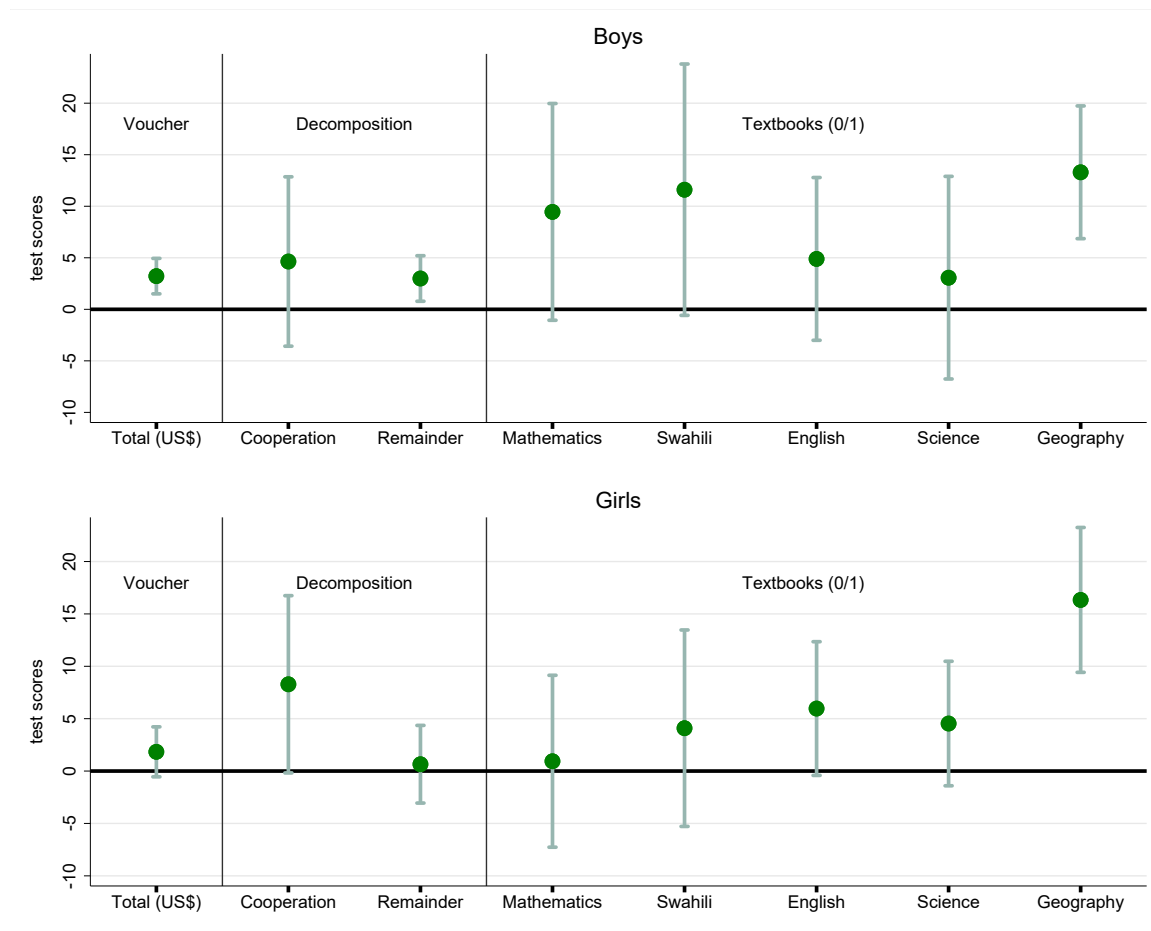 Boys
20
15
10
5
0
-5
-10
test scores
Voucher
Decomposition
Textbooks (0/1)
Total (US$) Cooperation Remainder Mathematics Swahili English Science Geography
Girls
20
15
10
5
0
-5
-10
test scores
Voucher
Decomposition
Textbooks (0/1)
Total (US$) Cooperation Remainder Mathematics Swahili English Science Geography